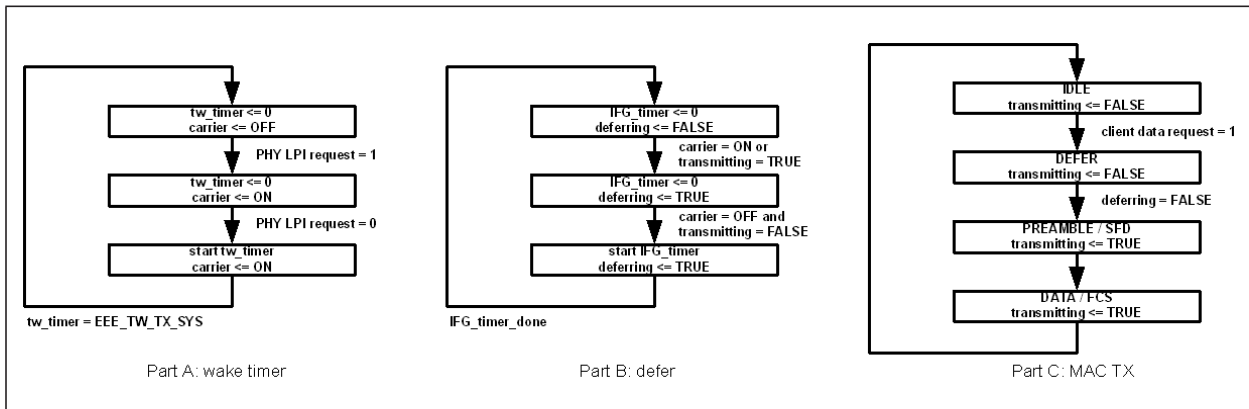 tw_timer <= 0
carrier <= OFF
PHY LPI request = 1
tw_timer <= 0
carrier <= ON
PHY LPI request = 0
start tw_timer
carrier <= ON
tw_timer = EEE_TW_TX_SYS
Part A: wake timer
IFG_timer <= 0
deferring <= FALSE
carrier = ON or
transmitting = TRUE
IFG_timer <= 0
deferring <= TRUE
carrier = OFF and
transmitting = FALSE
start IFG_timer
deferring <= TRUE
IFG_timer_done
Part B: defer
IDLE
transmitting <= FALSE
client data request = 1
DEFER
transmitting <= FALSE
deferring = FALSE
PREAMBLE / SFD
transmitting <= TRUE
DATA / FCS
transmitting <= TRUE
Part C: MAC TX